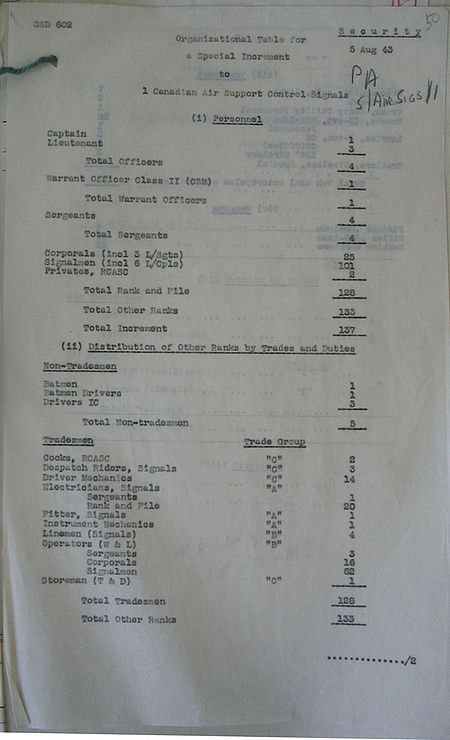 50
GSD 602
Security
Organizational Table for
5 Aug 43
a Special Increment
to
P/A
1 Canadian Air Support Control Signals
5/AIR SIGS/1
(i) Personnel
Captain 1
Lieutenant 3
Total Officers 4
Warrant Officer Class II (CSM) 1
Total Warrant Officers 1
Sergeants 4
Total Sergeants 4
Corporals (incl 3 L/Sgts) 25
Signalmen (incl 6 L/Cpls) 101
Privates, RCASC 2
Total Rank and File 128
Total Other Ranks 133
Total Increment 137
(ii) Distribution of Other Ranks by Trades and Duties
Non-Tradesmen
Batmen 1
Batmen Drivers 1
Drivers IC 3
Total Non-tradesmen 5
Tradesmen Trade Group
Cooks, RCASC "C" 2
Despatch Riders, Signals "C" 3
Driver Mechanics "C" 14
Electricians, Signals "A"
Sergeants 1
Rank and File 20
Fitter, Signals "A" 1
Instrument Mechanics "A" 1
Linemen (Signals) "B" 4
Operators (W & L) "B"
Sergeants 3
Corporals 16
Signalmen 62
Storeman (T & D) "C" 1
Total Tradesmen 128
Total Other Ranks 133
............../2